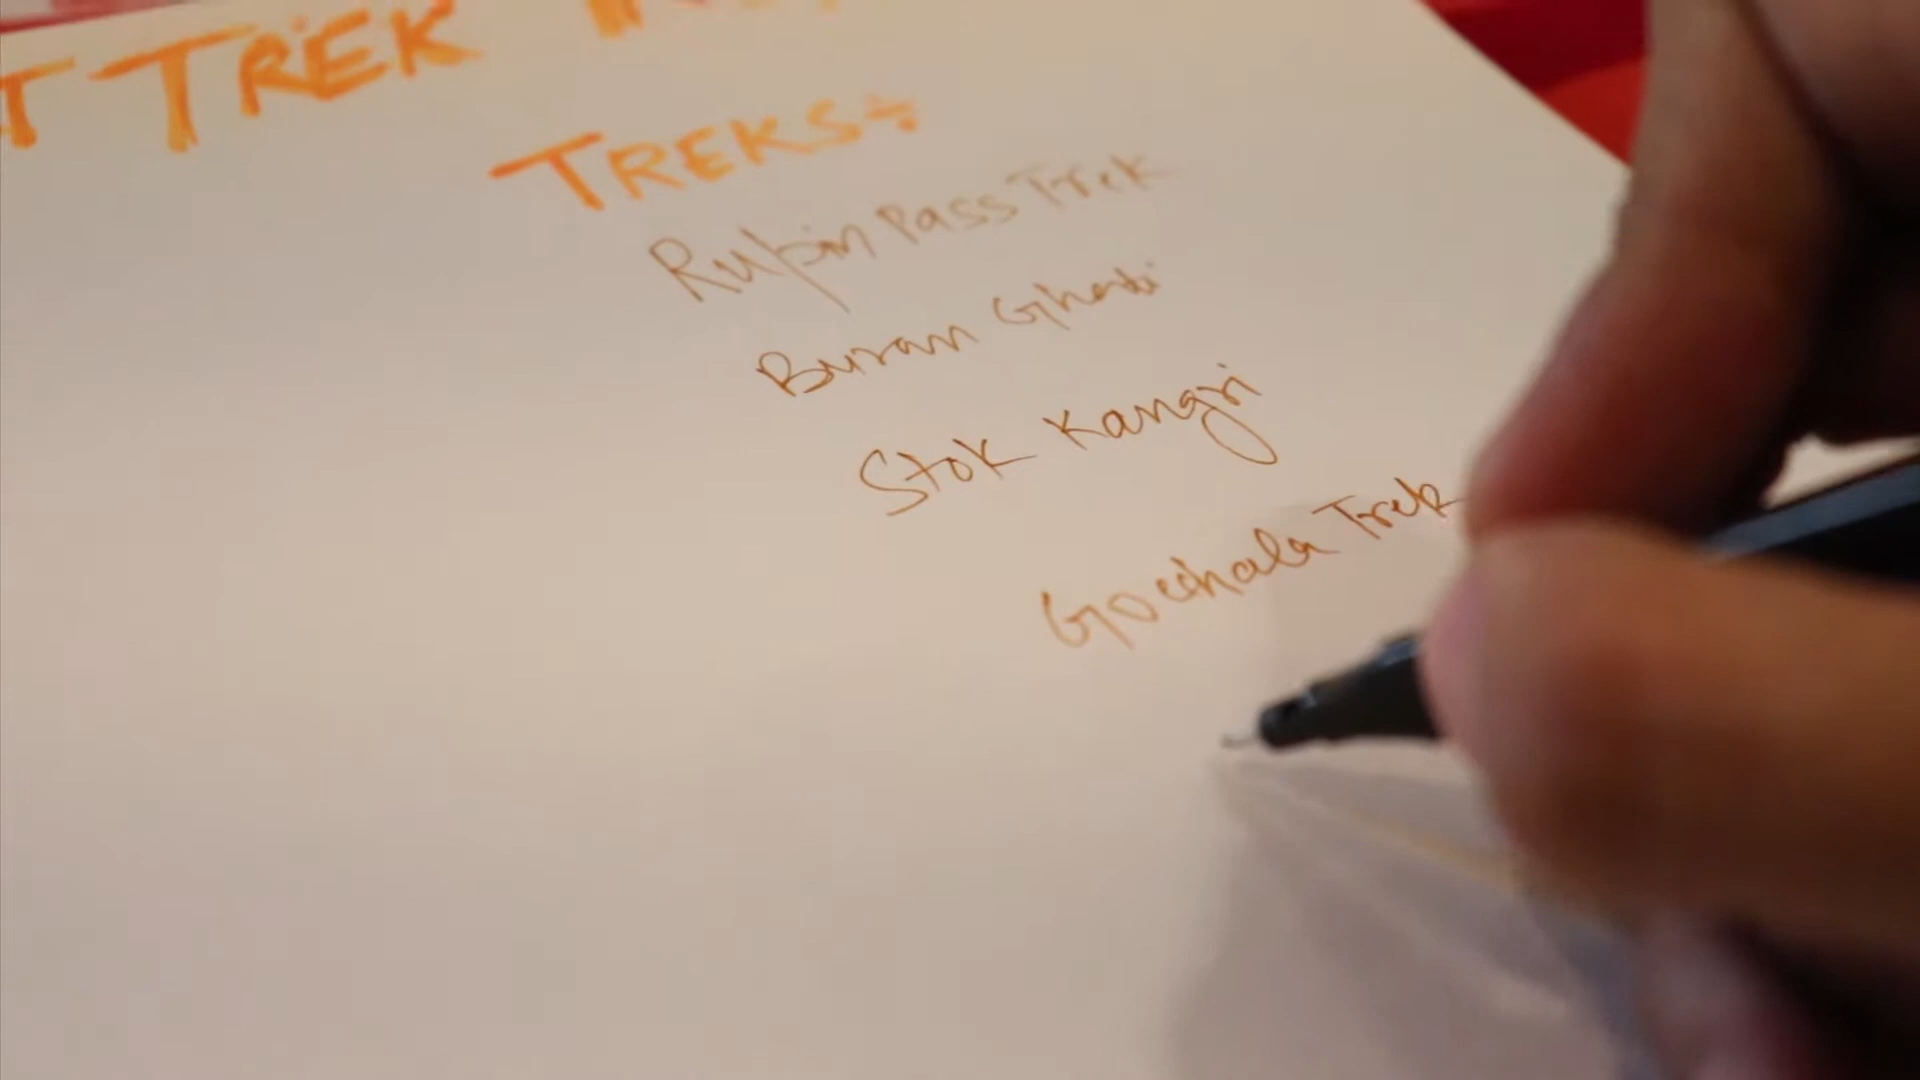 T TREK
TREKS÷
Rupin Pass Trek
Buran Ghati
Stok Kangri
Goechala Trek